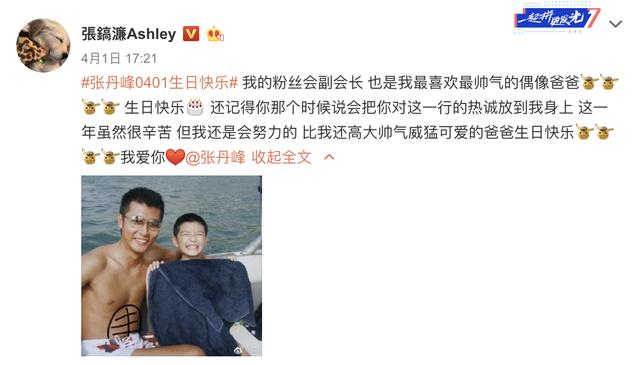 一起拼 更发光
張鎬濂Ashley
4月1日 17:21
#张丹峰0401生日快乐# 我的粉丝会副会长 也是我最喜欢最帅气的偶像爸爸
生日快乐 还记得你那个时候说会把你对这一行的热诚放到我身上 这一
年虽然很辛苦 但我还是会努力的 比我还高大帅气威猛可爱的爸爸生日快乐
我爱你@张丹峰 收起全文